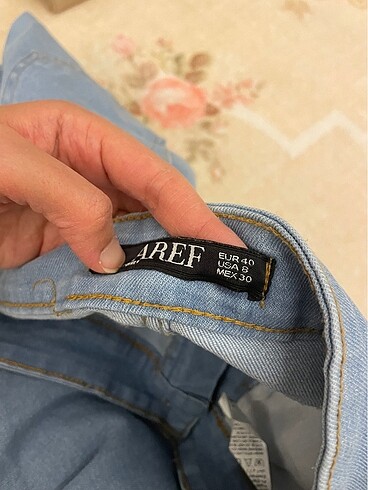 LAREF
EUR 40
USA 8
MEX 30